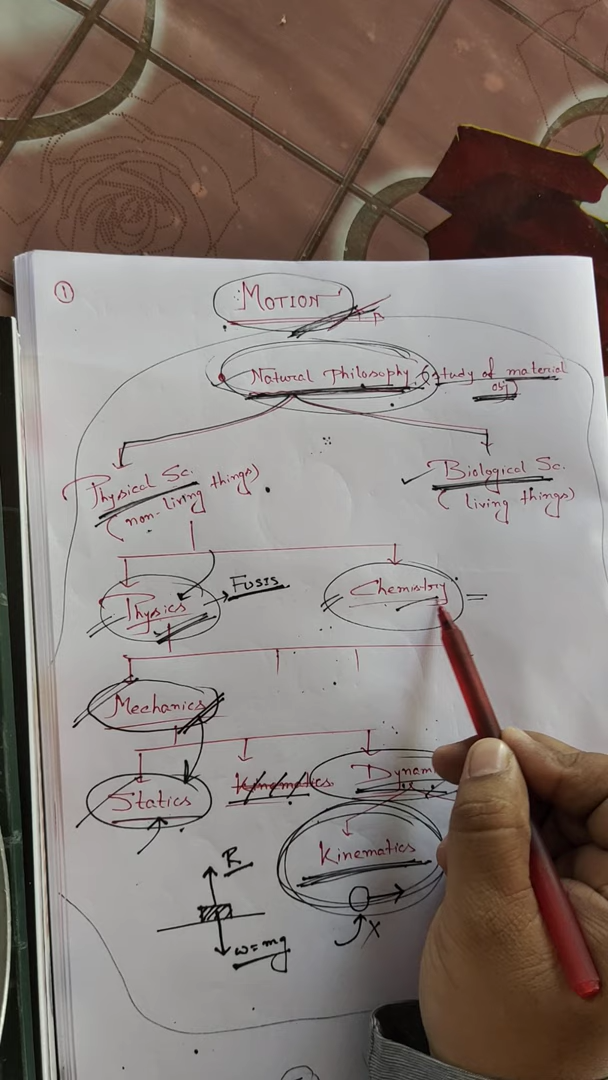 1
MOTION
Natural Philosophy study of material
obj
Physical Sc. Biological Sc.
(non-living things) (living things)
Physics Fusis Chemistry =
Mechanics
Statics Kinematics Dynam
Kinematics
R
w=mg X